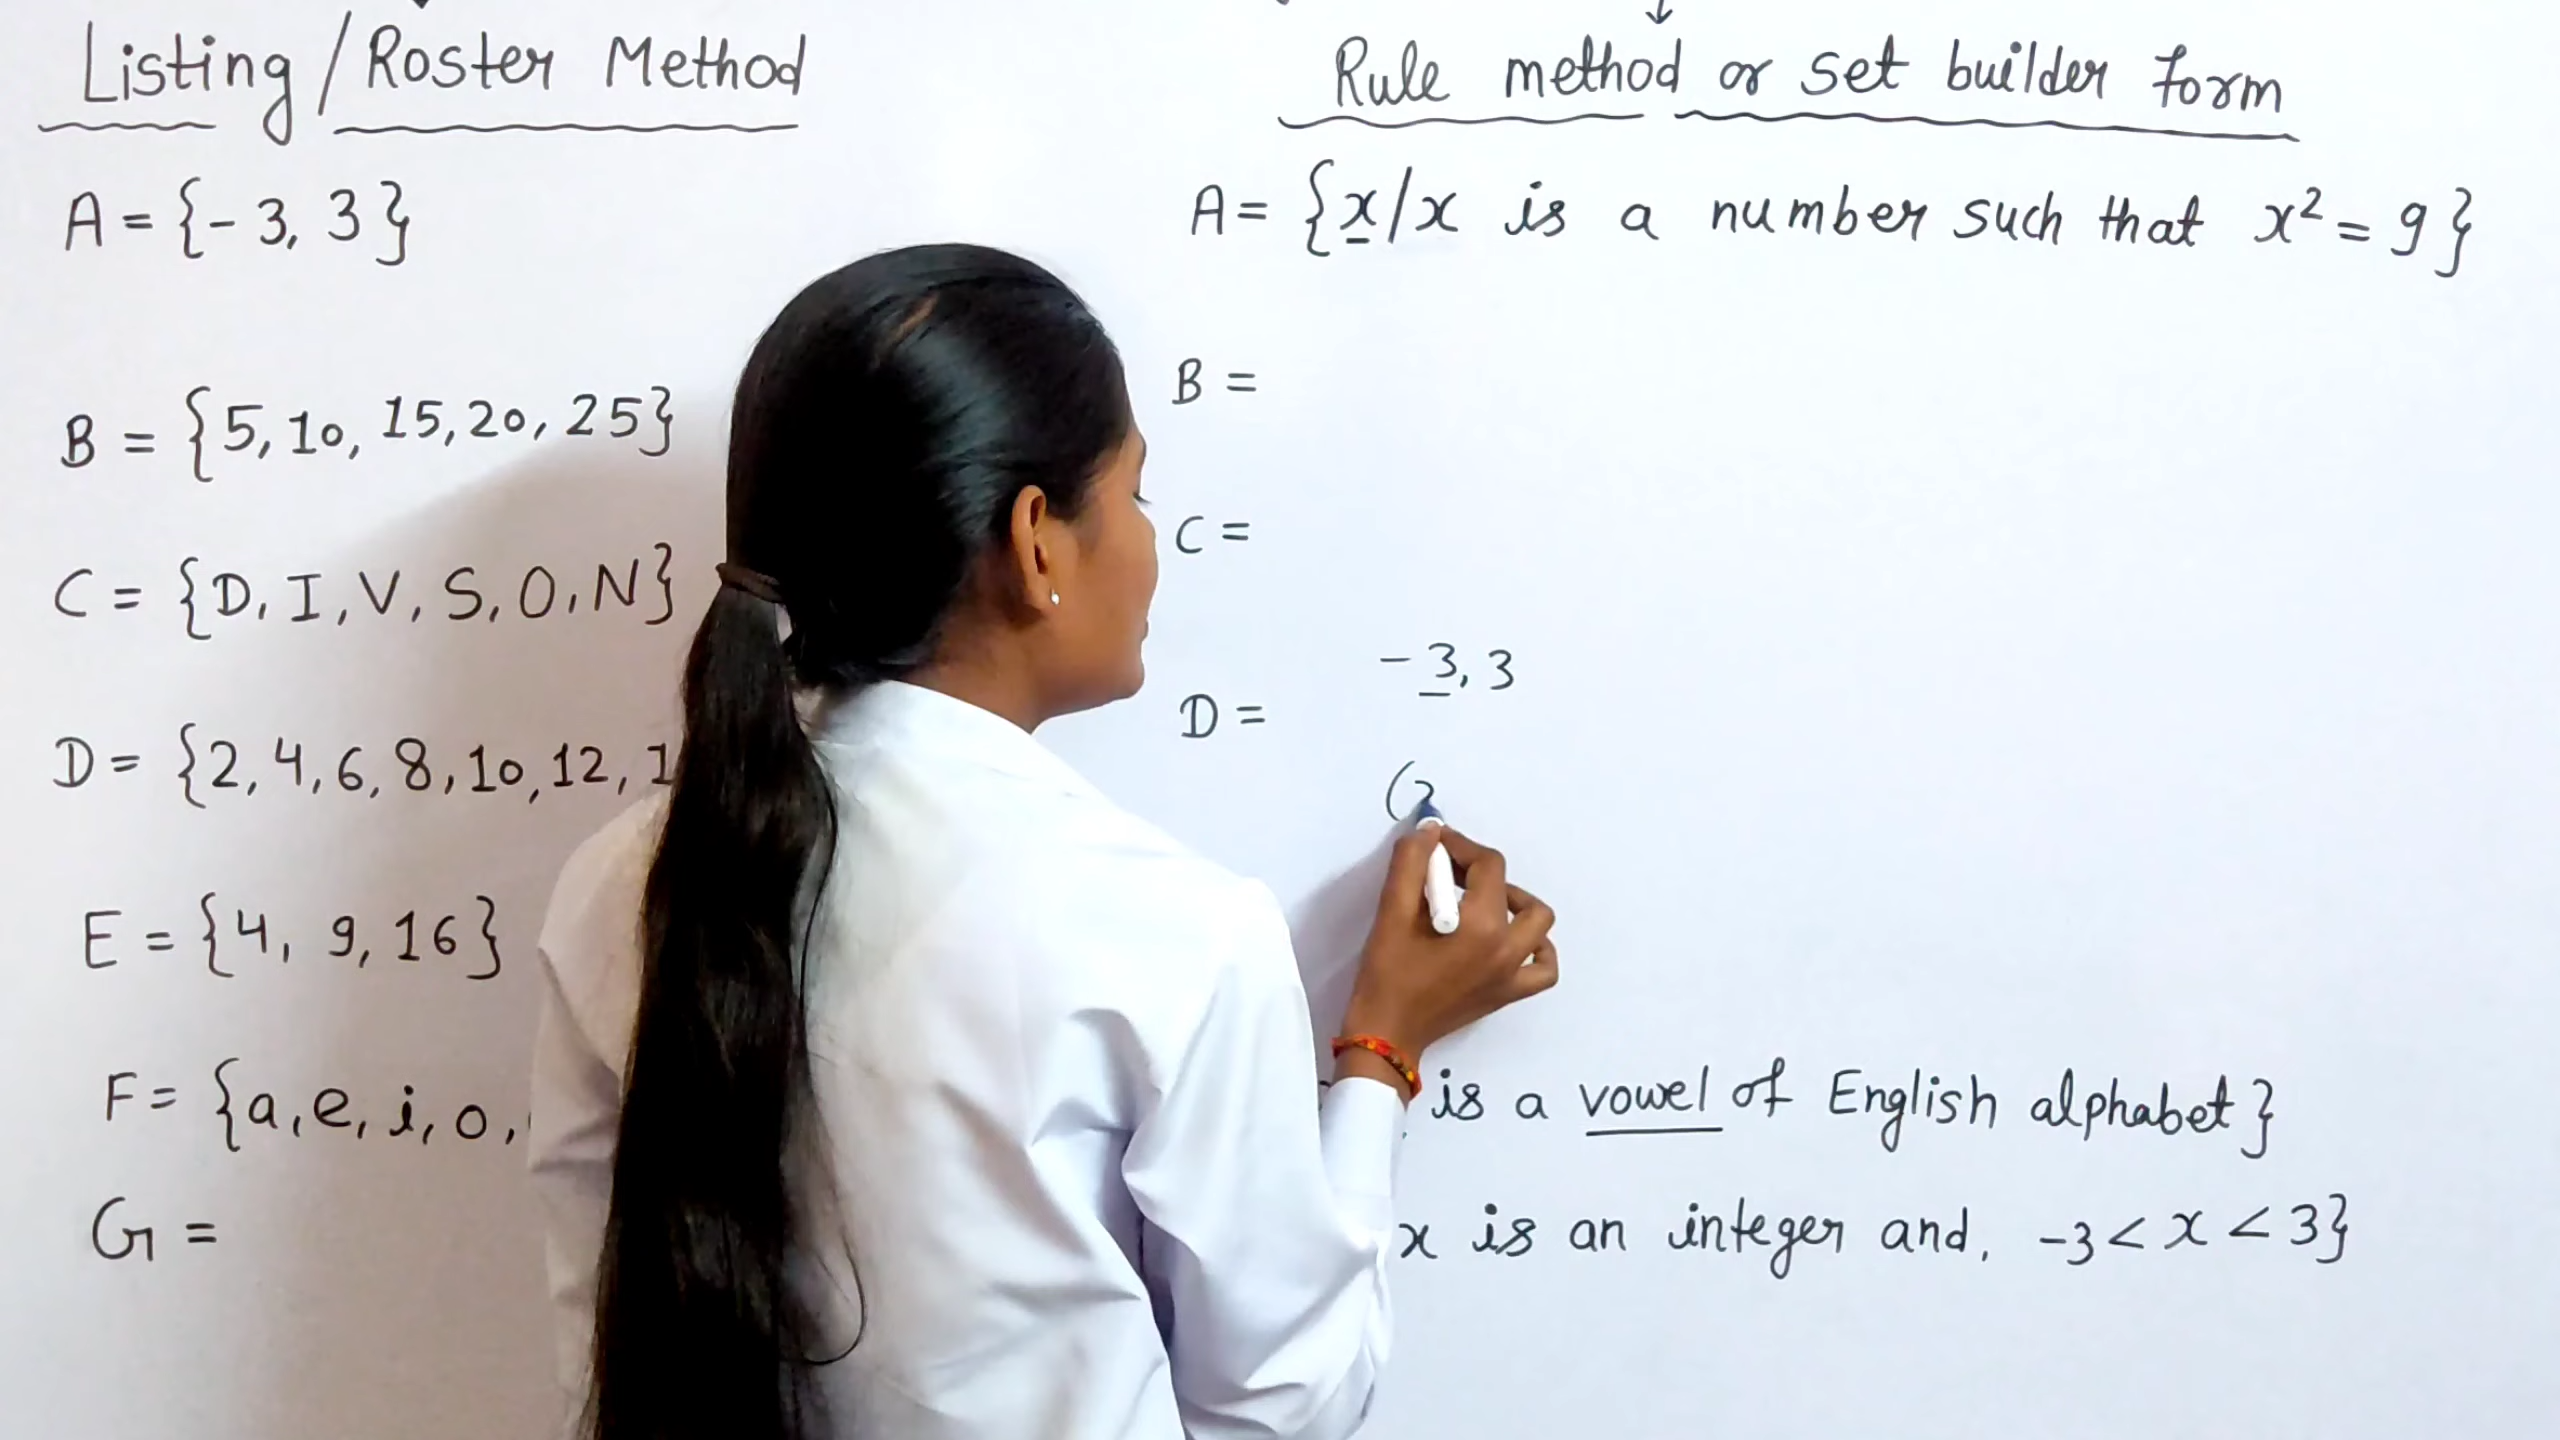 Listing / Roster Method
A = {- 3, 3}
B = {5, 10, 15, 20, 25}
C = {D, I, V, S, O, N}
D = {2, 4, 6, 8, 10, 12, 1
E = {4, 9, 16}
F = {a, e, i, o,
G =
Rule method or set builder form
A = {x/x is a number such that x² = 9}
B =
C =
D =
- 3, 3
is a vowel of English alphabet}
x is an integer and, -3 < x < 3}